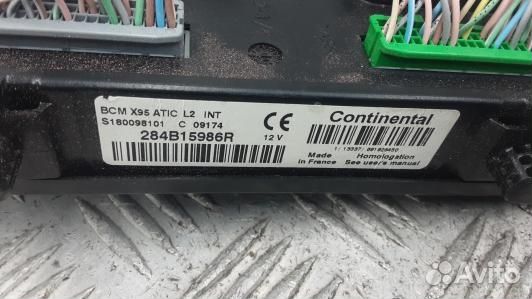 BCM X95 ATIC L2 INT
S180098101 C 09174
284B15986R
12 V
CE
Continental
Made in France
Homologation
See user's manual
Avito